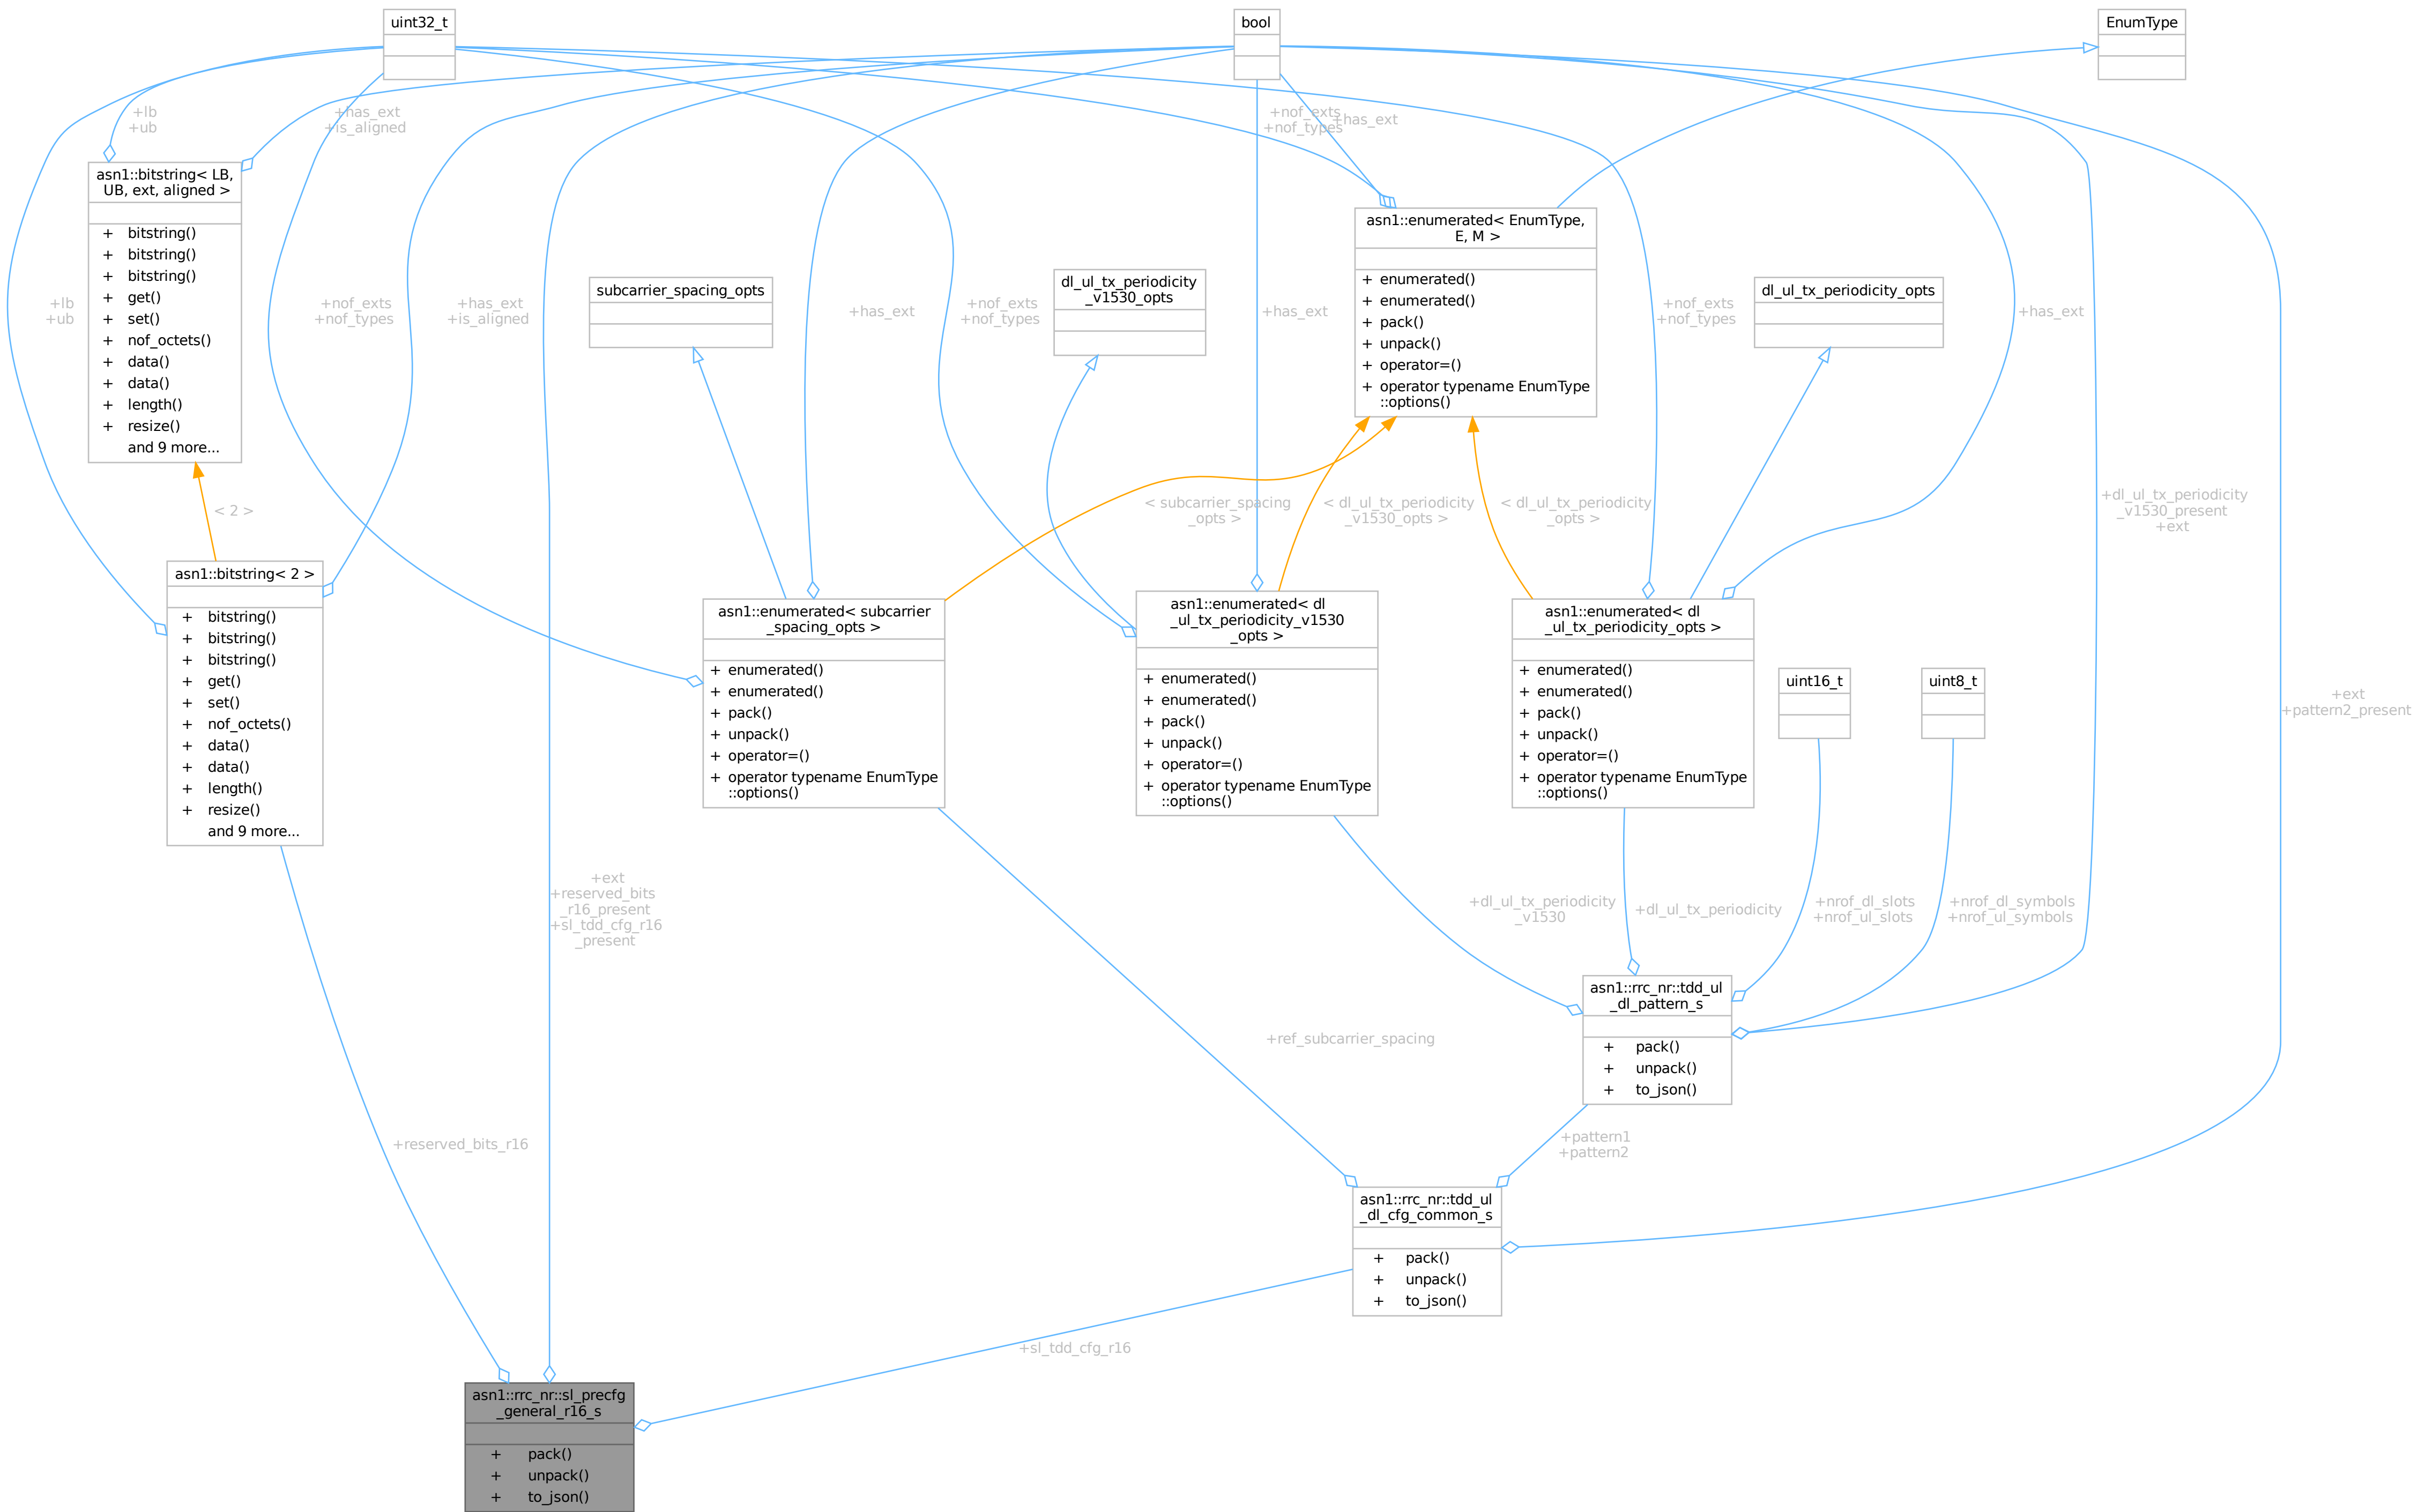 uint32_t
bool
EnumType
+lb
+ub
+has_ext
+is_aligned
+nof_exts
+nof_types
+has_ext
asn1::bitstring< LB,
UB, ext, aligned >
+ bitstring()
+ bitstring()
+ bitstring()
+ get()
+ set()
+ nof_octets()
+ data()
+ data()
+ length()
+ resize()
and 9 more...
asn1::enumerated< EnumType,
E, M >
+ enumerated()
+ enumerated()
+ pack()
+ unpack()
+ operator=()
+ operator typename EnumType
::options()
+lb
+ub
+nof_exts
+nof_types
+has_ext
+is_aligned
subcarrier_spacing_opts
+has_ext
+nof_exts
+nof_types
dl_ul_tx_periodicity
_v1530_opts
+has_ext
+nof_exts
+nof_types
dl_ul_tx_periodicity_opts
+has_ext
< 2 >
< subcarrier_spacing
_opts >
< dl_ul_tx_periodicity
_v1530_opts >
< dl_ul_tx_periodicity
_opts >
+dl_ul_tx_periodicity
_v1530_present
+ext
asn1::bitstring< 2 >
+ bitstring()
+ bitstring()
+ bitstring()
+ get()
+ set()
+ nof_octets()
+ data()
+ data()
+ length()
+ resize()
and 9 more...
asn1::enumerated< subcarrier
_spacing_opts >
+ enumerated()
+ enumerated()
+ pack()
+ unpack()
+ operator=()
+ operator typename EnumType
::options()
asn1::enumerated< dl
_ul_tx_periodicity_v1530
_opts >
+ enumerated()
+ enumerated()
+ pack()
+ unpack()
+ operator=()
+ operator typename EnumType
::options()
asn1::enumerated< dl
_ul_tx_periodicity_opts >
+ enumerated()
+ enumerated()
+ pack()
+ unpack()
+ operator=()
+ operator typename EnumType
::options()
uint16_t
uint8_t
+ext
+pattern2_present
+ext
+reserved_bits
_r16_present
+sl_tdd_cfg_r16
_present
+dl_ul_tx_periodicity
_v1530
+dl_ul_tx_periodicity
+nrof_dl_slots
+nrof_ul_slots
+nrof_dl_symbols
+nrof_ul_symbols
asn1::rrc_nr::tdd_ul
_dl_pattern_s
+ pack()
+ unpack()
+ to_json()
+ref_subcarrier_spacing
+reserved_bits_r16
+pattern1
+pattern2
asn1::rrc_nr::tdd_ul
_dl_cfg_common_s
+ pack()
+ unpack()
+ to_json()
+sl_tdd_cfg_r16
asn1::rrc_nr::sl_precfg
_general_r16_s
+ pack()
+ unpack()
+ to_json()